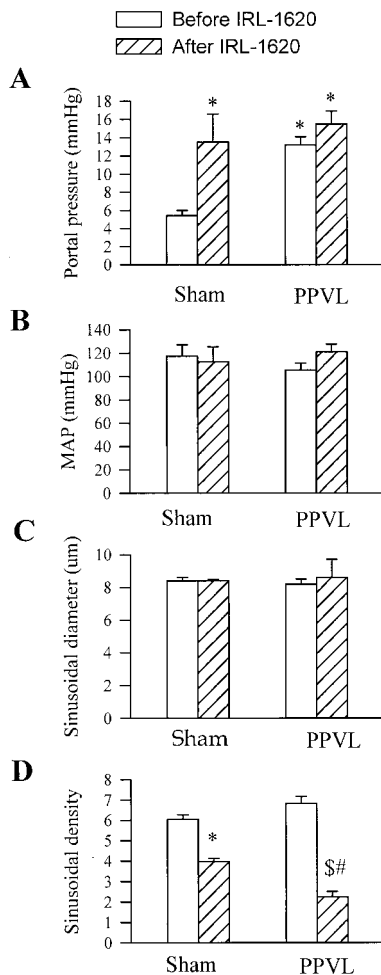 Before IRL-1620
After IRL-1620
A
Portal pressure (mmHg)
18
16
14
12
10
8
6
4
2
0
*
*
*
Sham
PPVL
B
MAP (mmHg)
140
120
100
80
60
40
20
0
Sham
PPVL
C
Sinusoidal diameter (um)
10
8
6
4
2
0
Sham
PPVL
D
Sinusoidal density
8
7
6
5
4
3
2
1
0
*
$#
Sham
PPVL